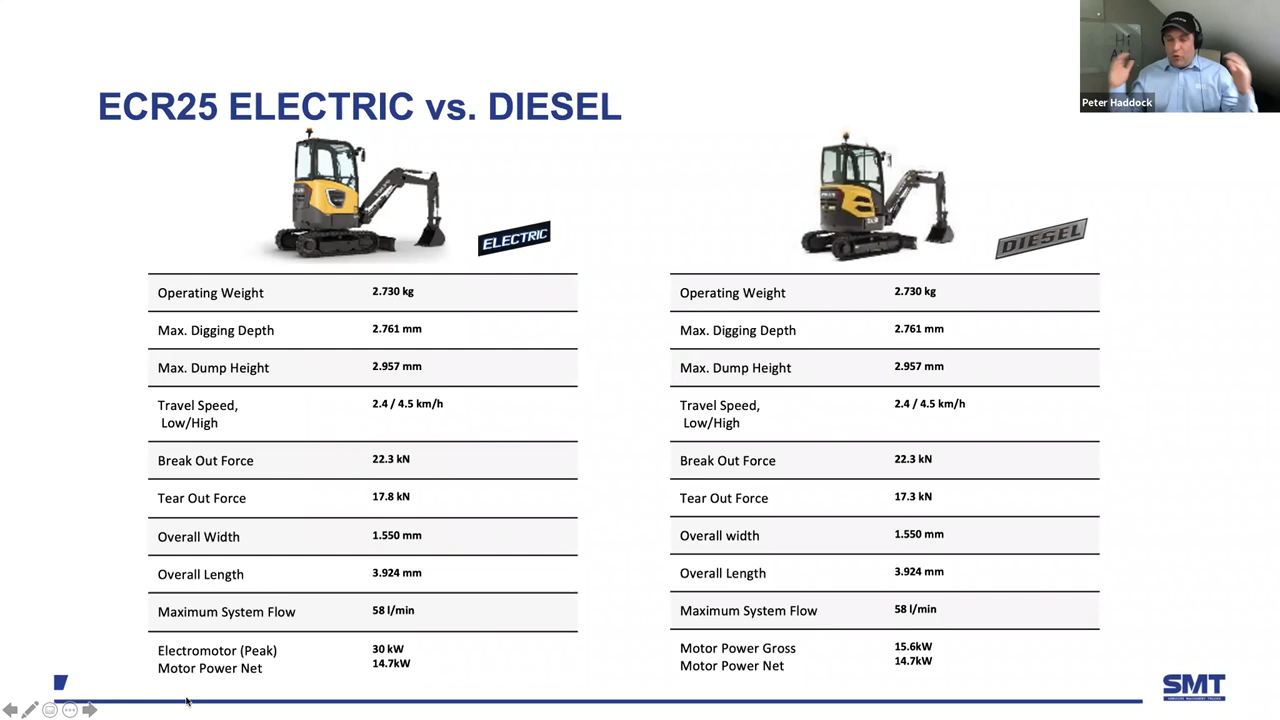 Peter Haddock
ECR25 ELECTRIC vs. DIESEL
ELECTRIC
DIESEL
Operating Weight 2.730 kg
Max. Digging Depth 2.761 mm
Max. Dump Height 2.957 mm
Travel Speed, 2.4 / 4.5 km/h
Low/High
Break Out Force 22.3 kN
Tear Out Force 17.8 kN
Overall Width 1.550 mm
Overall Length 3.924 mm
Maximum System Flow 58 l/min
Electromotor (Peak) 30 kW
Motor Power Net 14.7kW
Operating Weight 2.730 kg
Max. Digging Depth 2.761 mm
Max. Dump Height 2.957 mm
Travel Speed, 2.4 / 4.5 km/h
Low/High
Break Out Force 22.3 kN
Tear Out Force 17.3 kN
Overall width 1.550 mm
Overall Length 3.924 mm
Maximum System Flow 58 l/min
Motor Power Gross 15.6kW
Motor Power Net 14.7kW
SMT